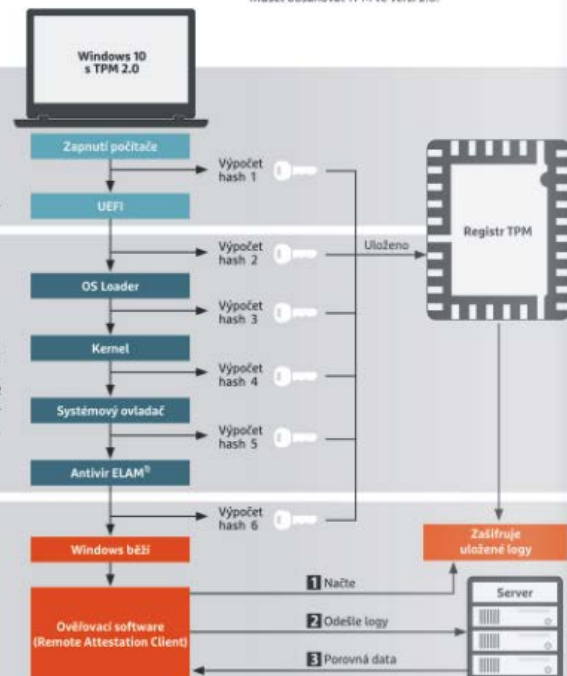 Windows 10
s TPM 2.0
Zapnutí počítače
Výpočet
hash 1
UEFI
Registr TPM
Výpočet
hash 2
Uloženo
OS Loader
Výpočet
hash 3
Kernel
Výpočet
hash 4
Systémový ovladač
Výpočet
hash 5
Antivir ELAM
Výpočet
hash 6
Windows běží
Zašifruje
uložené logy
1 Načte
Server
Ověřovací software
(Remote Attestation Client)
2 Odešle logy
3 Porovná data